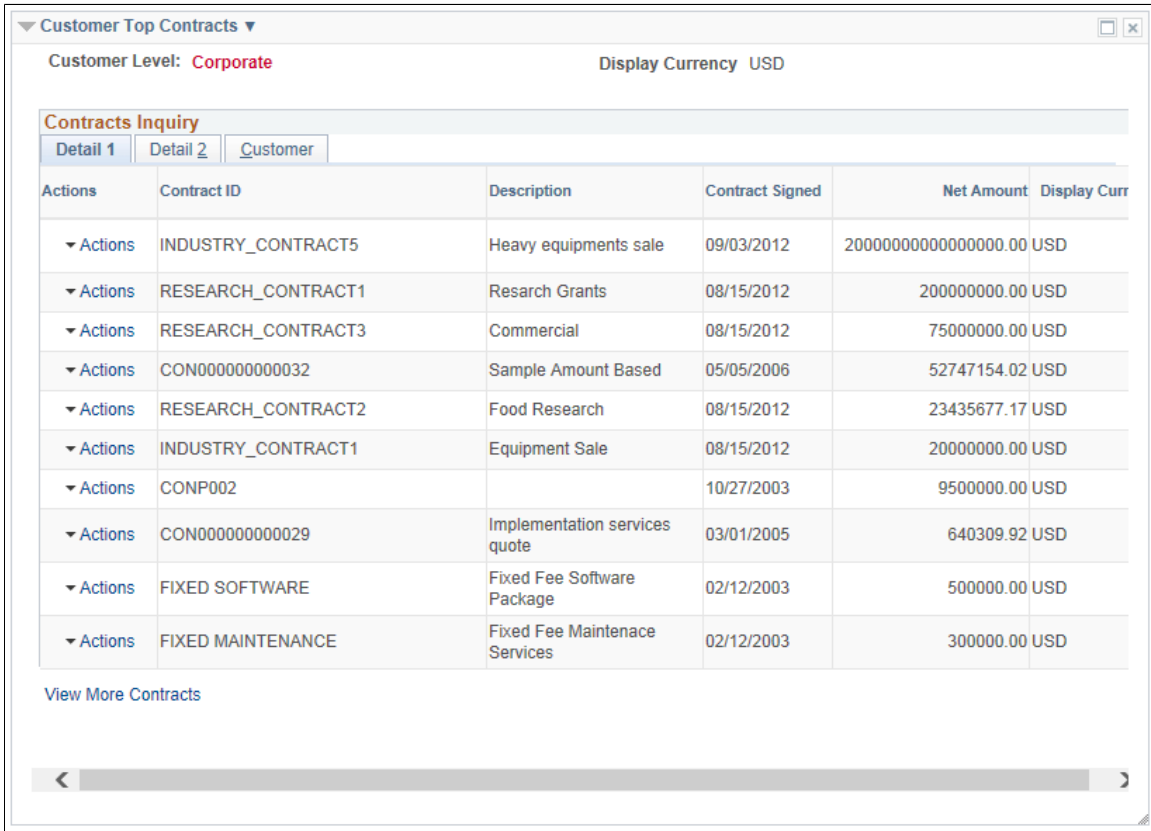 Customer Top Contracts
Customer Level: Corporate Display Currency USD
Contracts Inquiry
Detail 1 Detail 2 Customer
Actions Contract ID Description Contract Signed Net Amount Display Curr
Actions INDUSTRY_CONTRACT5 Heavy equipments sale 09/03/2012 20000000000000000.00 USD
Actions RESEARCH_CONTRACT1 Resarch Grants 08/15/2012 200000000.00 USD
Actions RESEARCH_CONTRACT3 Commercial 08/15/2012 75000000.00 USD
Actions CON000000000032 Sample Amount Based 05/05/2006 52747154.02 USD
Actions RESEARCH_CONTRACT2 Food Research 08/15/2012 23435677.17 USD
Actions INDUSTRY_CONTRACT1 Equipment Sale 08/15/2012 20000000.00 USD
Actions CONP002 10/27/2003 9500000.00 USD
Actions CON000000000029 Implementation services quote 03/01/2005 640309.92 USD
Actions FIXED SOFTWARE Fixed Fee Software Package 02/12/2003 500000.00 USD
Actions FIXED MAINTENANCE Fixed Fee Maintenace Services 02/12/2003 300000.00 USD
View More Contracts